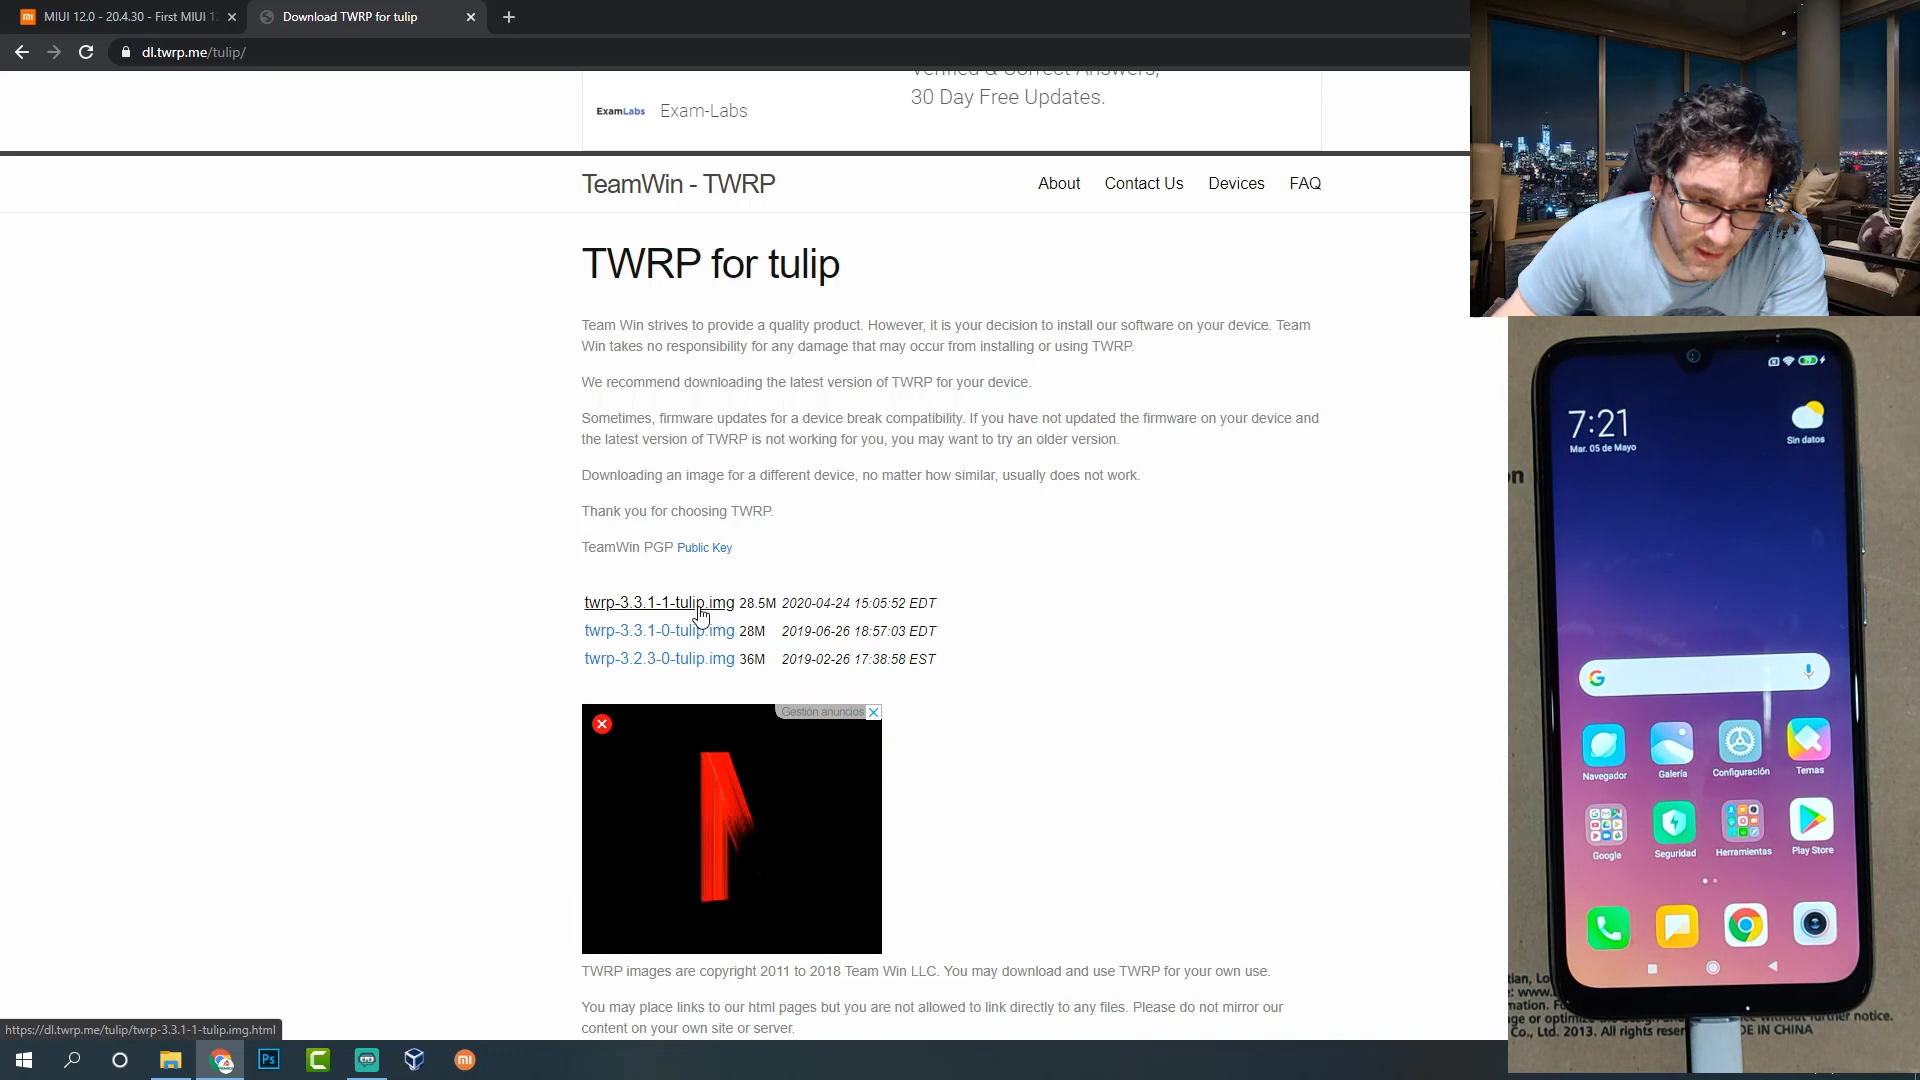 MIUI 12.0 - 20.4.30 - First MIUI 1
Download TWRP for tulip
dl.twrp.me/tulip/
Verified & Correct Answers,
30 Day Free Updates.
ExamLabs
Exam-Labs
TeamWin - TWRP
About
Contact Us
Devices
FAQ
TWRP for tulip
Team Win strives to provide a quality product. However, it is your decision to install our software on your device. Team
Win takes no responsibility for any damage that may occur from installing or using TWRP.
We recommend downloading the latest version of TWRP for your device.
Sometimes, firmware updates for a device break compatibility. If you have not updated the firmware on your device and
the latest version of TWRP is not working for you, you may want to try an older version.
Downloading an image for a different device, no matter how similar, usually does not work.
Thank you for choosing TWRP.
TeamWin PGP Public Key
twrp-3.3.1-1-tulip.img 28.5M 2020-04-24 15:05:52 EDT
twrp-3.3.1-0-tulip.img 28M 2019-06-26 18:57:03 EDT
twrp-3.2.3-0-tulip.img 36M 2019-02-26 17:38:58 EST
Gestión anuncios
TWRP images are copyright 2011 to 2018 Team Win LLC. You may download and use TWRP for your own use.
You may place links to our html pages but you are not allowed to link directly to any files. Please do not mirror our
content on your own site or server.
https://dl.twrp.me/tulip/twrp-3.3.1-1-tulip.img.html
Ps
7:21
Mar. 05 de Mayo
Sin datos
Navegador
Galería
Configuración
Temas
Google
Seguridad
Herramientas
Play Store
without further notice.
Co., Ltd. 2013. All rights reser
DE IN CHINA